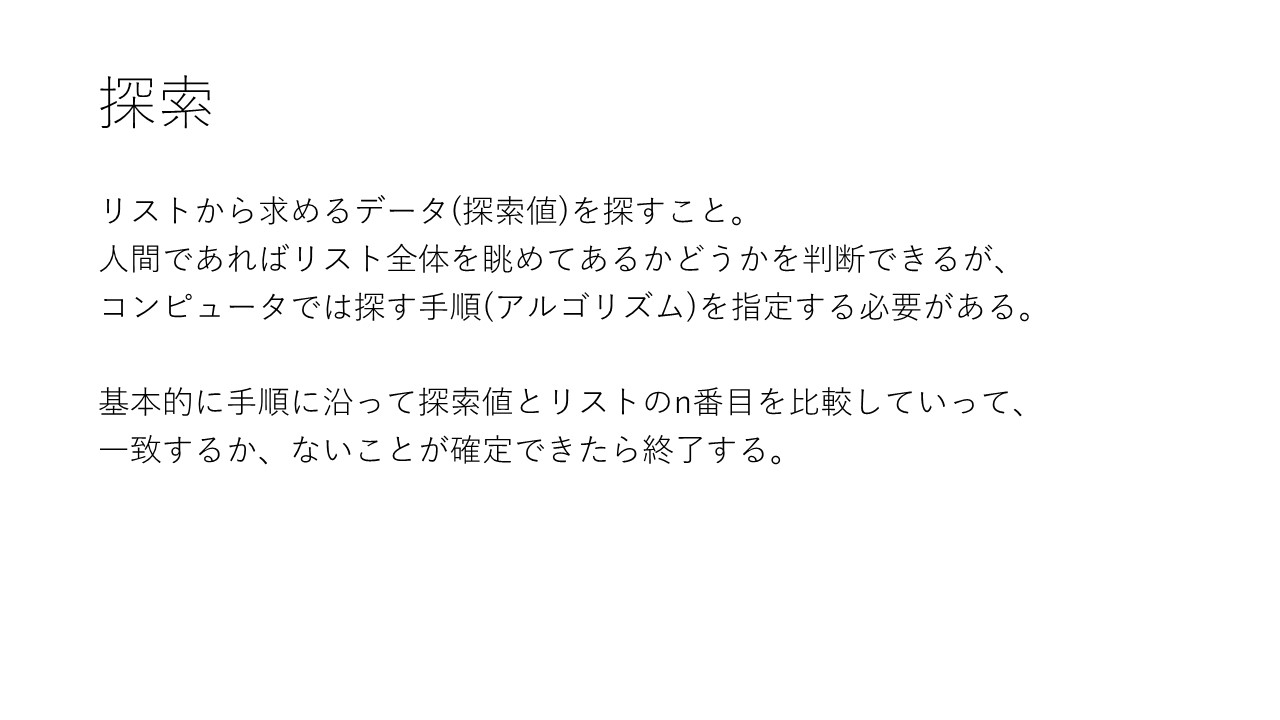 探索
リストから求めるデータ(探索値)を探すこと。
人間であればリスト全体を眺めてあるかどうかを判断できるが、
コンピュータでは探す手順(アルゴリズム)を指定する必要がある。
基本的に手順に沿って探索値とリストのn番目を比較していって、
一致するか、ないことが確定できたら終了する。